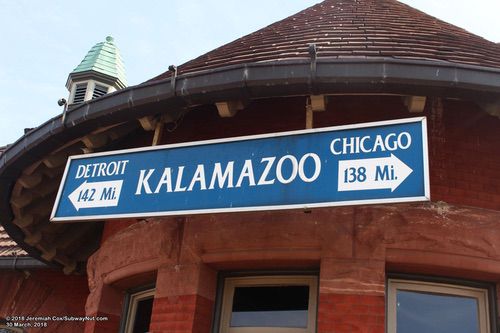 DETROIT
142 Mi.
KALAMAZOO
CHICAGO
138 Mi.
©2018 Jeremiah Cox/SubwayNut.com
30 March, 2018